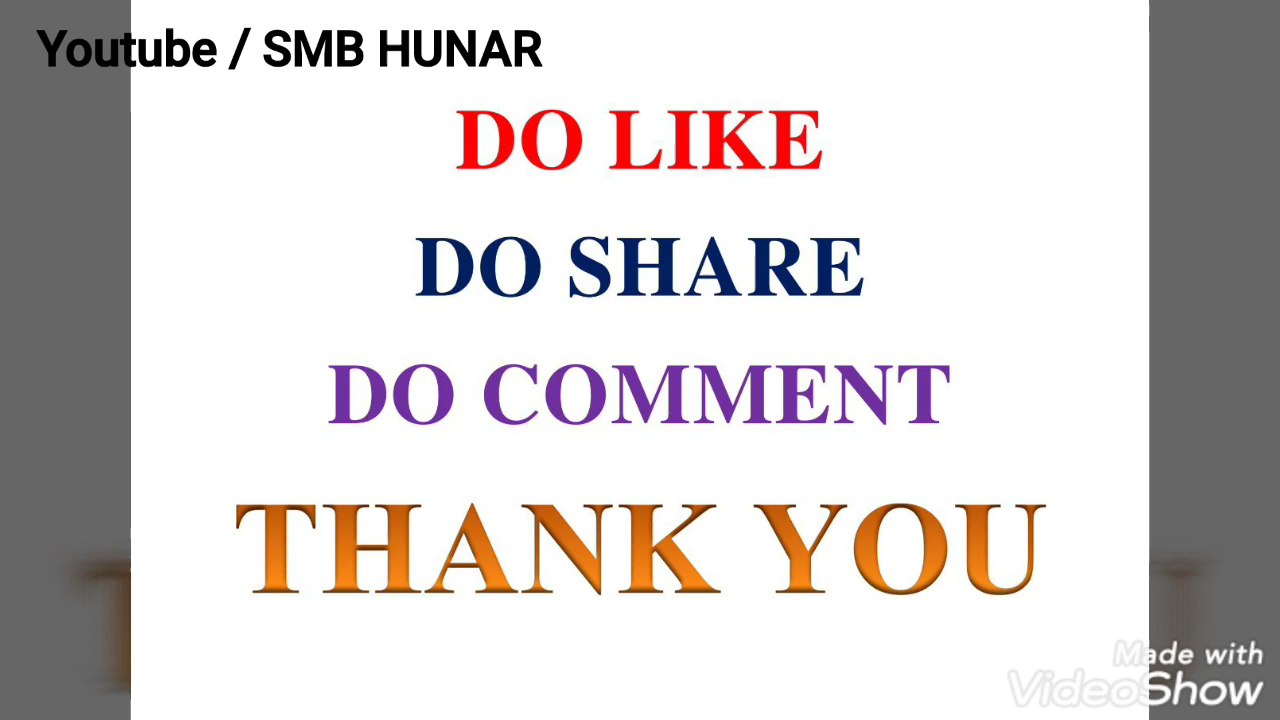 Youtube / SMB HUNAR
DO LIKE
DO SHARE
DO COMMENT
THANK YOU
Made with
VideoShow